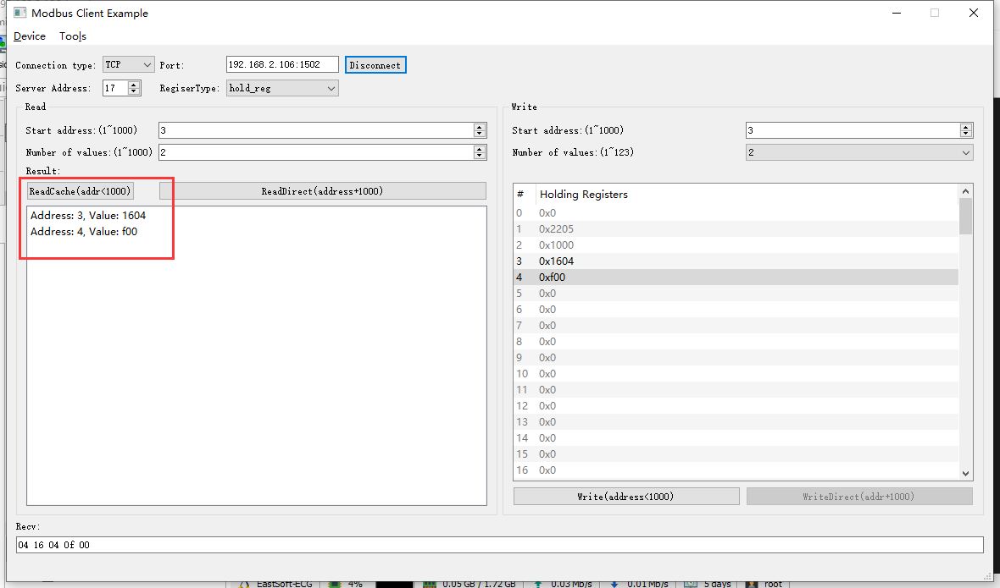 Modbus Client Example
Device Tools
Connection type: TCP Port: 192.168.2.106:1502 Disconnect
Server Address: 17 RegiserType: hold_reg
Read
Start address:(1~1000) 3
Number of values:(1~1000) 2
Result:
ReadCache(addr<1000) ReadDirect(address+1000)
Address: 3, Value: 1604
Address: 4, Value: f00
Write
Start address:(1~1000) 3
Number of values:(1~123) 2
# Holding Registers
0 0x0
1 0x2205
2 0x1000
3 0x1604
4 0xf00
5 0x0
6 0x0
7 0x0
8 0x0
9 0x0
10 0x0
11 0x0
12 0x0
13 0x0
14 0x0
15 0x0
16 0x0
Write(address<1000) WriteDirect(addr+1000)
Recv:
04 16 04 0f 00
EastSoft-ECG 4% 0.05 GB / 1.72 GB 0.03 Mb/s 0.01 Mb/s 5 days root